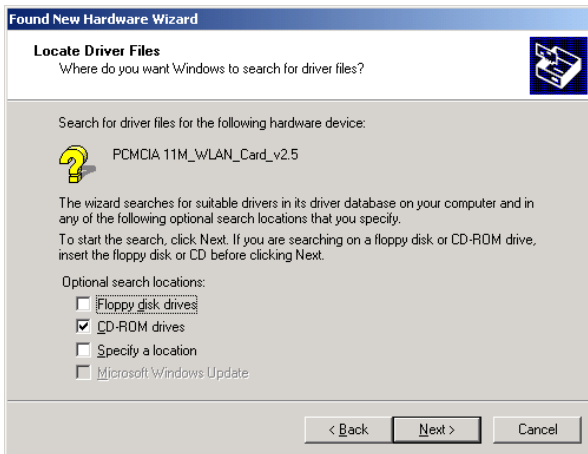 Found New Hardware Wizard
Locate Driver Files
Where do you want Windows to search for driver files?
Search for driver files for the following hardware device:
PCMCIA 11M_WLAN_Card_v2.5
The wizard searches for suitable drivers in its driver database on your computer and in
any of the following optional search locations that you specify.
To start the search, click Next. If you are searching on a floppy disk or CD-ROM drive,
insert the floppy disk or CD before clicking Next.
Optional search locations:
Floppy disk drives
CD-ROM drives
Specify a location
Microsoft Windows Update
< Back Next > Cancel